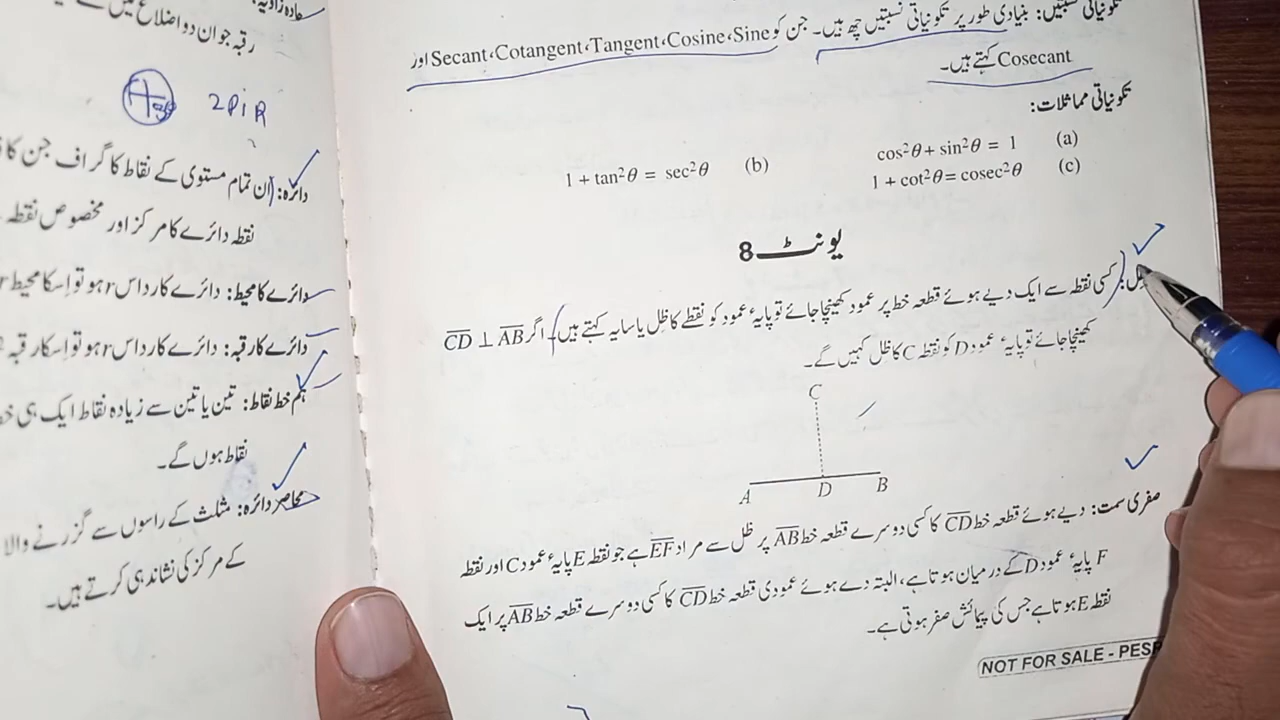 تکونیاتی نسبتیں: بنیادی طور پر تکونیاتی نسبتیں چھ ہیں۔ جن کو Sine، Cosine، Tangent، Cotangent، Secant اور
Cosecant کہتے ہیں۔
تکونیاتی مماثلات:
(a) cos²θ + sin²θ = 1 (b) 1 + tan²θ = sec²θ
(c) 1 + cot²θ = cosec²θ
یونٹ 8
کسی نقطہ سے ایک دیے ہوئے قطعہ خط پر عمود کھینچا جائے تو پایۂ عمود کو نقطے کا ظل یا سایہ کہتے ہیں۔ اگر CD ⊥ AB
کھینچا جائے تو پایۂ عمود D کو نقطہ C کا ظل کہیں گے۔
C
A D B
صفری سمت: دیے ہوئے قطعہ خط CD کا کسی دوسرے قطعہ خط AB پر ظل سے مراد EF ہے جو نقطہ E پایۂ عمود C اور نقطہ
F پایۂ عمود D کے درمیان ہوتا ہے، البتہ دے ہوئے عمودی قطعہ خط CD کا کسی دوسرے قطعہ خط AB پر ایک
نقطہ E ہوتا ہے جس کی پیمائش صفر ہوتی ہے۔
NOT FOR SALE - PESR
حادہ زاویہ:
رقبہ جو ان دو اضلاع میں
2PiR
دائرہ: ان تمام مستوی کے نقاط کا گراف جن کا
نقطہ دائرے کا مرکز اور مخصوص نقطہ
دائرے کا محیط: دائرے کا رداس r ہو تو اسکا محیط
دائرے کا رقبہ: دائرے کا رداس r ہو تو اسکا رقبہ
ہم خط نقاط: تین یا تین سے زیادہ نقاط ایک ہی
نقاط ہوں گے۔
محاصر دائرہ: مثلث کے راسوں سے گزرنے والا
کے مرکز کی نشاندہی کرتے ہیں۔